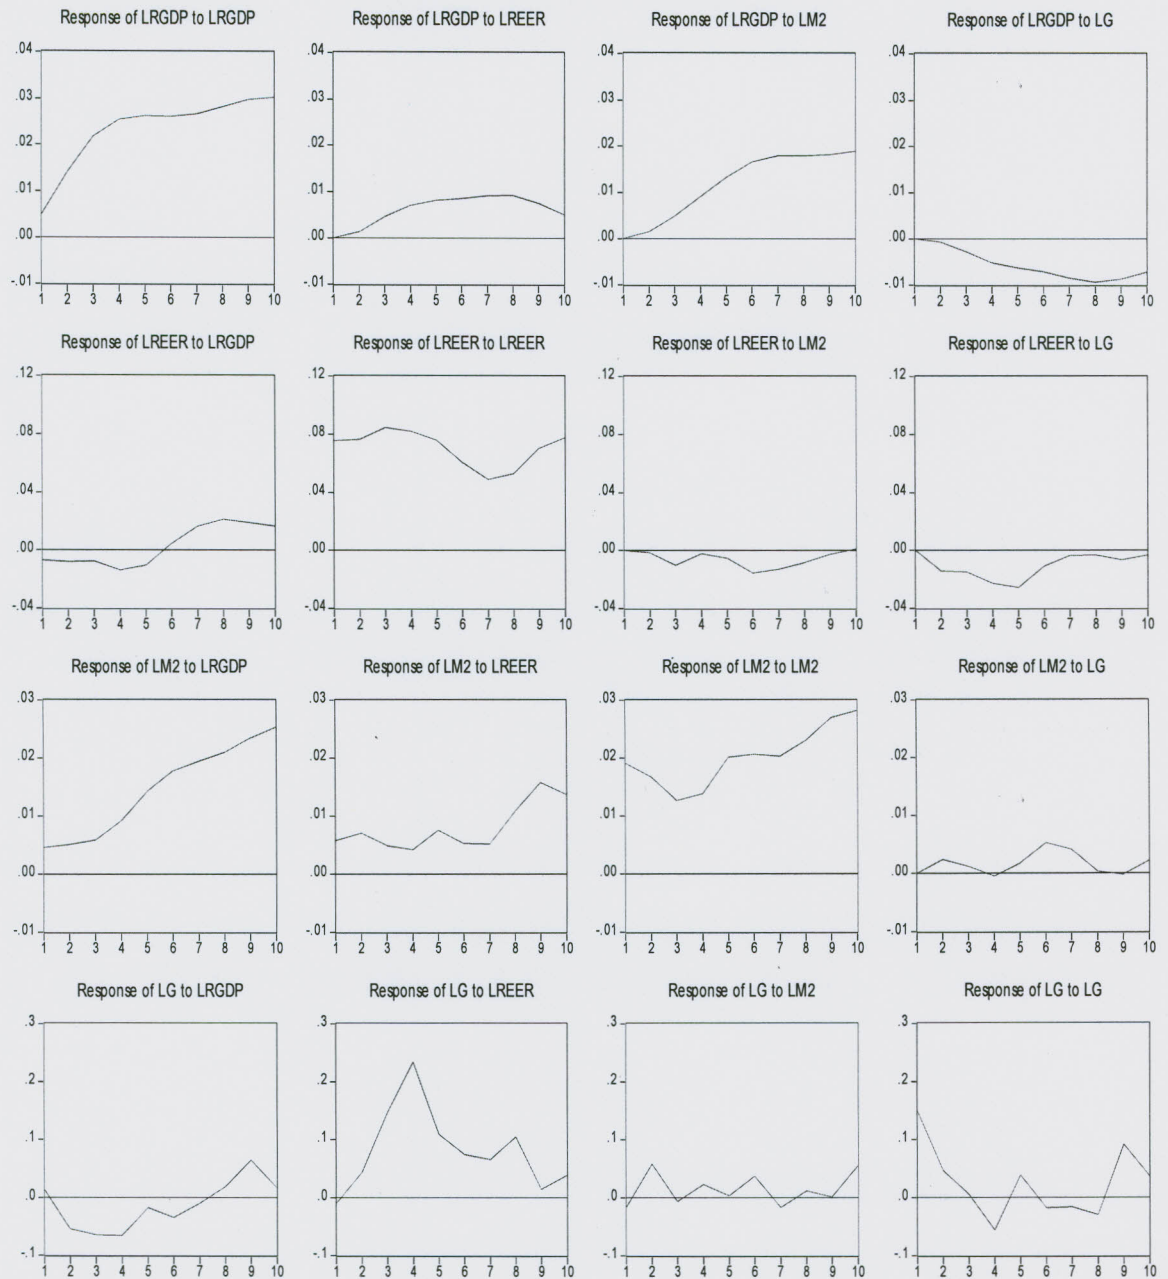 Response of LRGDP to LRGDP
.04
.03
.02
.01
.00
-.01
1 2 3 4 5 6 7 8 9 10
Response of LRGDP to LREER
.04
.03
.02
.01
.00
-.01
1 2 3 4 5 6 7 8 9 10
Response of LRGDP to LM2
.04
.03
.02
.01
.00
-.01
1 2 3 4 5 6 7 8 9 10
Response of LRGDP to LG
.04
.03
.02
.01
.00
-.01
1 2 3 4 5 6 7 8 9 10
Response of LREER to LRGDP
.12
.08
.04
.00
-.04
1 2 3 4 5 6 7 8 9 10
Response of LREER to LREER
.12
.08
.04
.00
-.04
1 2 3 4 5 6 7 8 9 10
Response of LREER to LM2
.12
.08
.04
.00
-.04
1 2 3 4 5 6 7 8 9 10
Response of LREER to LG
.12
.08
.04
.00
-.04
1 2 3 4 5 6 7 8 9 10
Response of LM2 to LRGDP
.03
.02
.01
.00
-.01
1 2 3 4 5 6 7 8 9 10
Response of LM2 to LREER
.03
.02
.01
.00
-.01
1 2 3 4 5 6 7 8 9 10
Response of LM2 to LM2
.03
.02
.01
.00
-.01
1 2 3 4 5 6 7 8 9 10
Response of LM2 to LG
.03
.02
.01
.00
-.01
1 2 3 4 5 6 7 8 9 10
Response of LG to LRGDP
.3
.2
.1
.0
-.1
1 2 3 4 5 6 7 8 9 10
Response of LG to LREER
.3
.2
.1
.0
-.1
1 2 3 4 5 6 7 8 9 10
Response of LG to LM2
.3
.2
.1
.0
-.1
1 2 3 4 5 6 7 8 9 10
Response of LG to LG
.3
.2
.1
.0
-.1
1 2 3 4 5 6 7 8 9 10